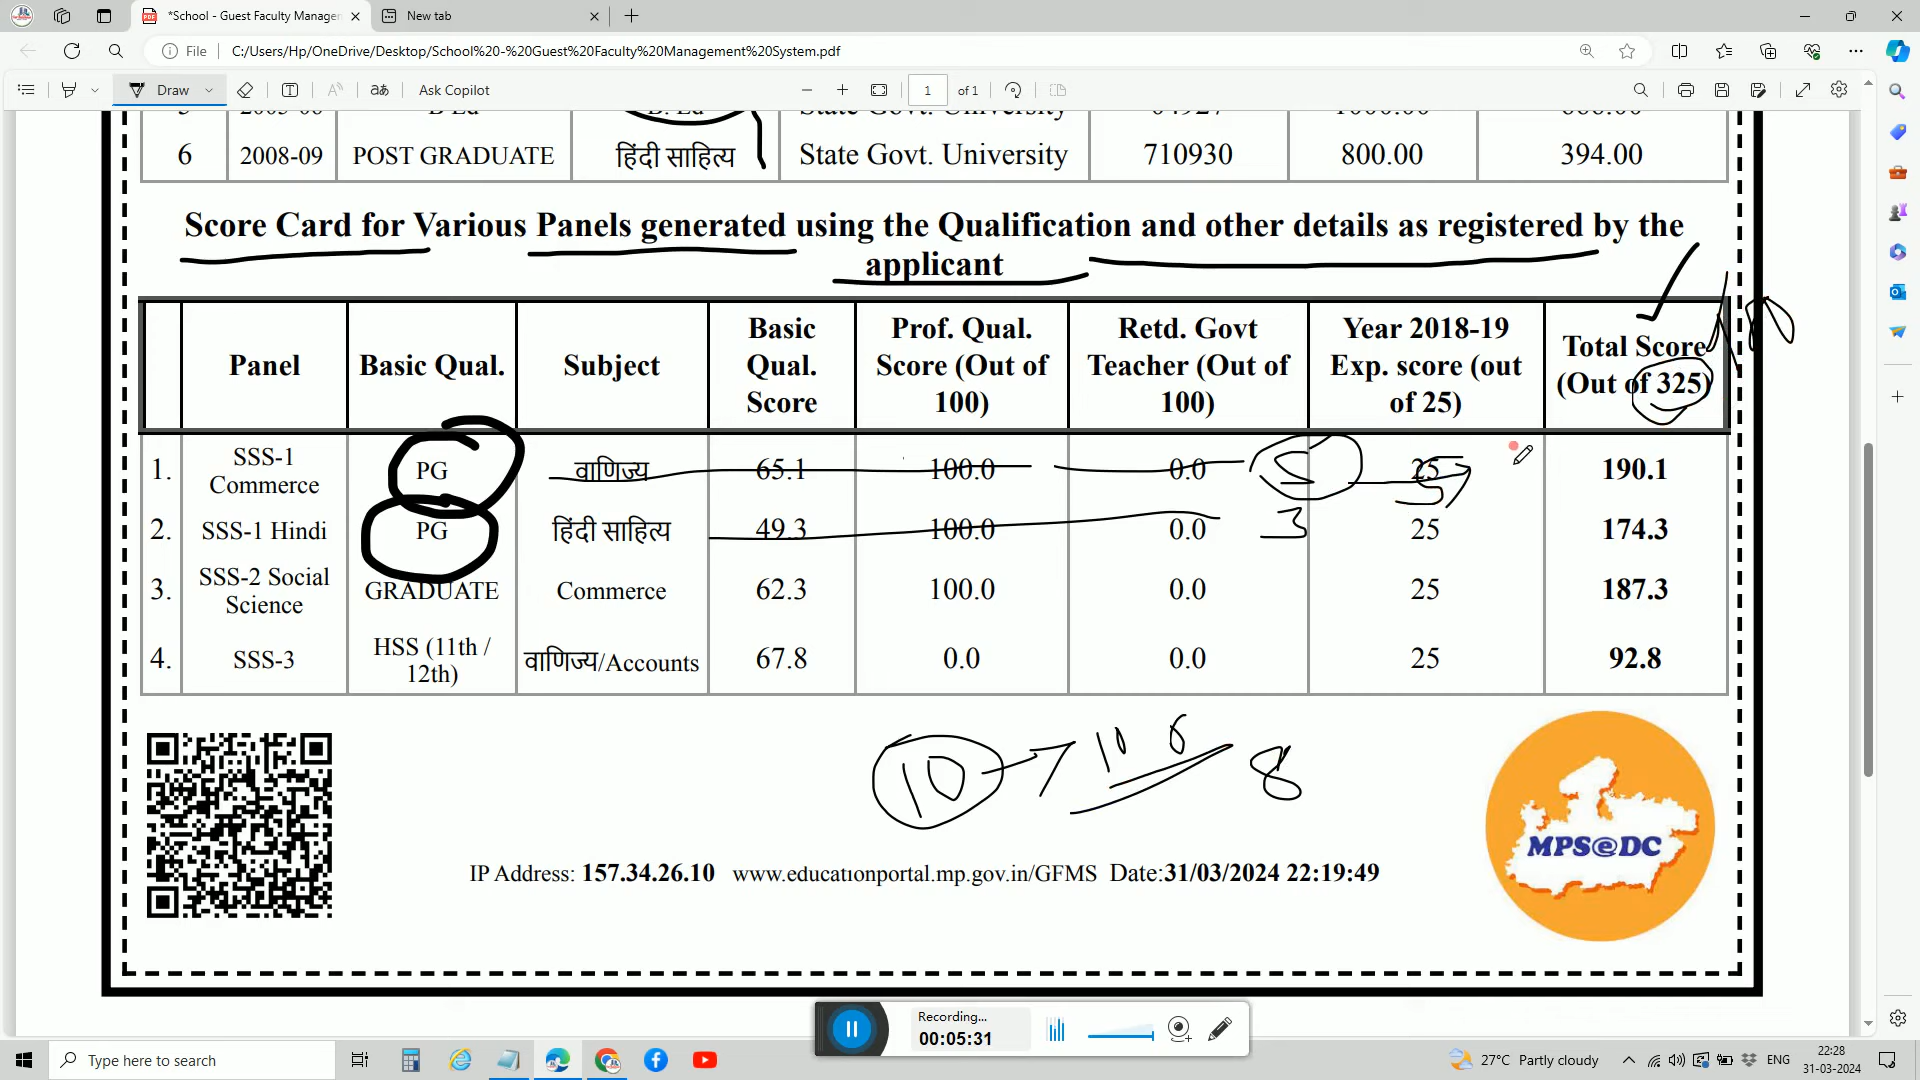 *School - Guest Faculty Managem
New tab
File
C:/Users/Hp/OneDrive/Desktop/School%20-%20Guest%20Faculty%20Management%20System.pdf
Draw
Ask Copilot
1 of 1
6 2008-09 POST GRADUATE हिंदी साहित्य State Govt. University 710930 800.00 394.00
Score Card for Various Panels generated using the Qualification and other details as registered by the
applicant
Panel Basic Qual. Subject Basic Qual. Score Prof. Qual. Score (Out of 100) Retd. Govt Teacher (Out of 100) Year 2018-19 Exp. score (out of 25) Total Score (Out of 325)
1. SSS-1 Commerce PG वाणिज्य 65.1 100.0 0.0 25 190.1
2. SSS-1 Hindi PG हिंदी साहित्य 49.3 100.0 0.0 3 25 174.3
3. SSS-2 Social Science GRADUATE Commerce 62.3 100.0 0.0 25 187.3
4. SSS-3 HSS (11th / 12th) वाणिज्य/Accounts 67.8 0.0 0.0 25 92.8
10 10 6 8
MPS@DC
IP Address: 157.34.26.10 www.educationportal.mp.gov.in/GFMS Date:31/03/2024 22:19:49
Recording...
00:05:31
Type here to search
27°C Partly cloudy
ENG
22:28
31-03-2024